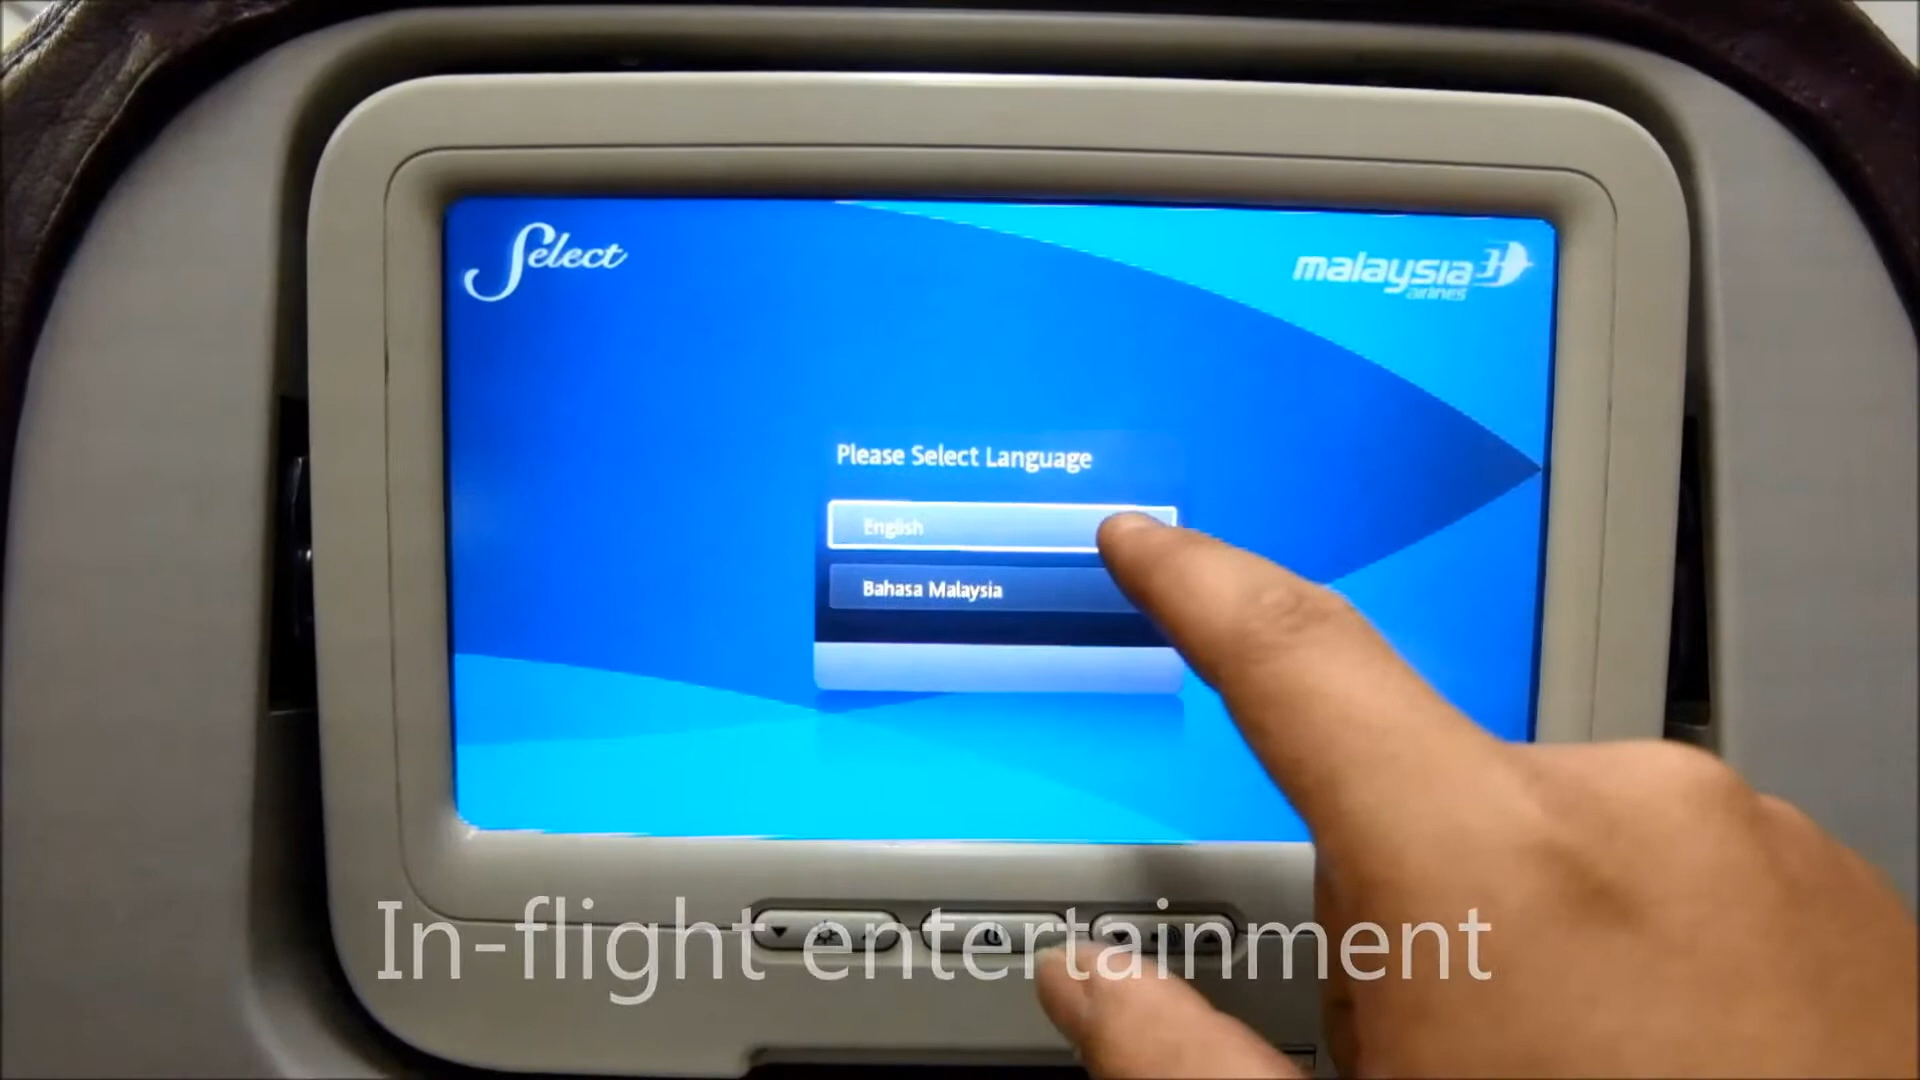 Select
malaysia
airlines
Please Select Language
English
Bahasa Malaysia
In-flight entertainment